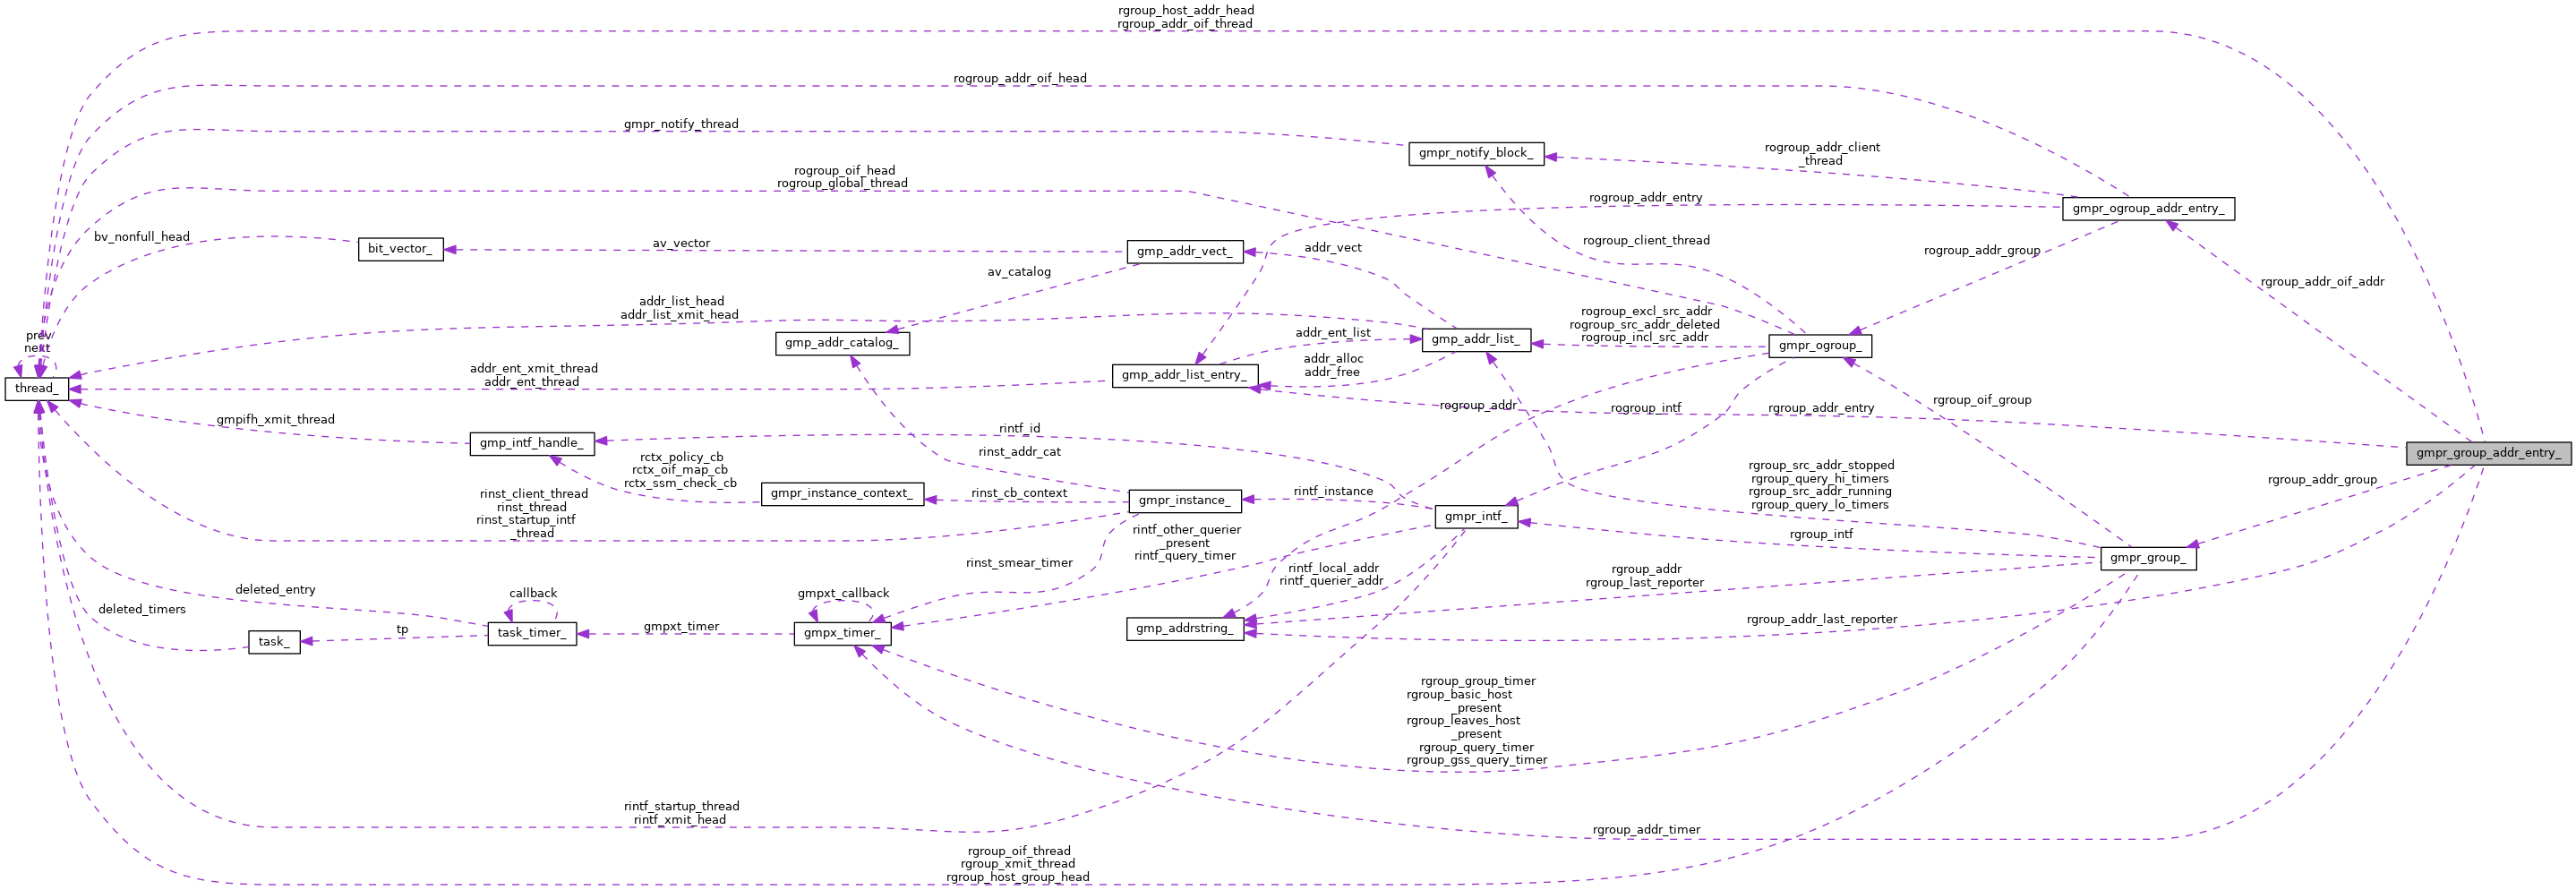 rgroup_host_addr_head
rgroup_addr_oif_thread
rogroup_addr_oif_head
gmpr_notify_thread
gmpr_notify_block_
rogroup_addr_client
_thread
rogroup_oif_head
rogroup_global_thread
rogroup_addr_entry
gmpr_ogroup_addr_entry_
bv_nonfull_head
bit_vector_
av_vector
gmp_addr_vect_
addr_vect
rogroup_client_thread
rogroup_addr_group
av_catalog
rgroup_addr_oif_addr
addr_list_head
addr_list_xmit_head
gmp_addr_catalog_
addr_ent_list
gmp_addr_list_
rogroup_excl_src_addr
rogroup_src_addr_deleted
rogroup_incl_src_addr
gmpr_ogroup_
prev
next
thread_
addr_ent_xmit_thread
addr_ent_thread
gmp_addr_list_entry_
addr_alloc
addr_free
rogroup_addr
rogroup_intf
rgroup_addr_entry
rgroup_oif_group
gmpifh_xmit_thread
gmp_intf_handle_
rintf_id
rinst_addr_cat
gmpr_group_addr_entry_
rctx_policy_cb
rctx_oif_map_cb
rctx_ssm_check_cb
gmpr_instance_context_
rinst_cb_context
gmpr_instance_
rintf_instance
gmpr_intf_
rgroup_src_addr_stopped
rgroup_query_hi_timers
rgroup_src_addr_running
rgroup_query_lo_timers
rgroup_addr_group
rinst_client_thread
rinst_thread
rinst_startup_intf
_thread
rintf_other_querier
_present
rintf_query_timer
rgroup_intf
gmpr_group_
rinst_smear_timer
rintf_local_addr
rintf_querier_addr
rgroup_addr
rgroup_last_reporter
deleted_entry
deleted_timers
task_
tp
callback
task_timer_
gmpxt_timer
gmpxt_callback
gmpx_timer_
gmp_addrstring_
rgroup_addr_last_reporter
rgroup_group_timer
rgroup_basic_host
_present
rgroup_leaves_host
_present
rgroup_query_timer
rgroup_gss_query_timer
rintf_startup_thread
rintf_xmit_head
rgroup_addr_timer
rgroup_oif_thread
rgroup_xmit_thread
rgroup_host_group_head